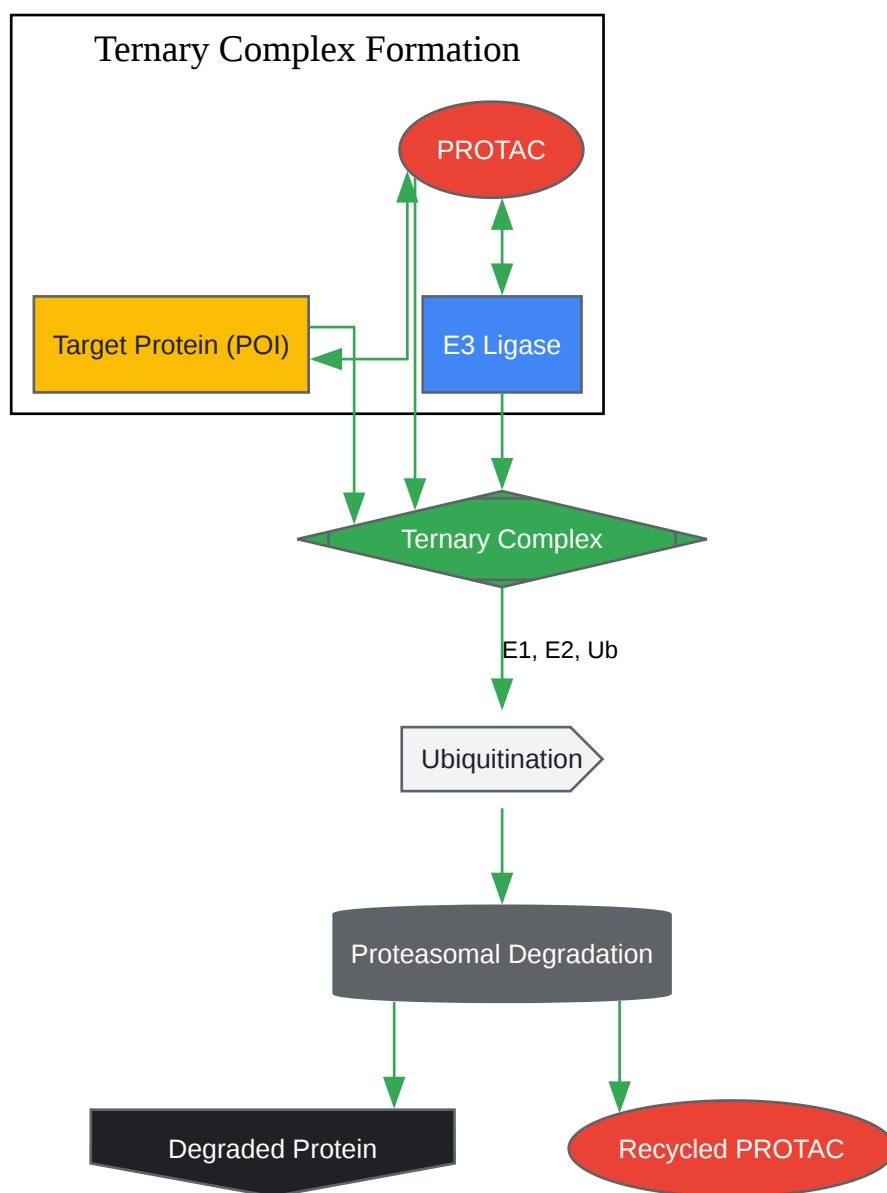 Ternary Complex Formation
PROTAC
Target Protein (POI)
E3 Ligase
Ternary Complex
E1, E2, Ub
Ubiquitination
Proteasomal Degradation
Degraded Protein
Recycled PROTAC